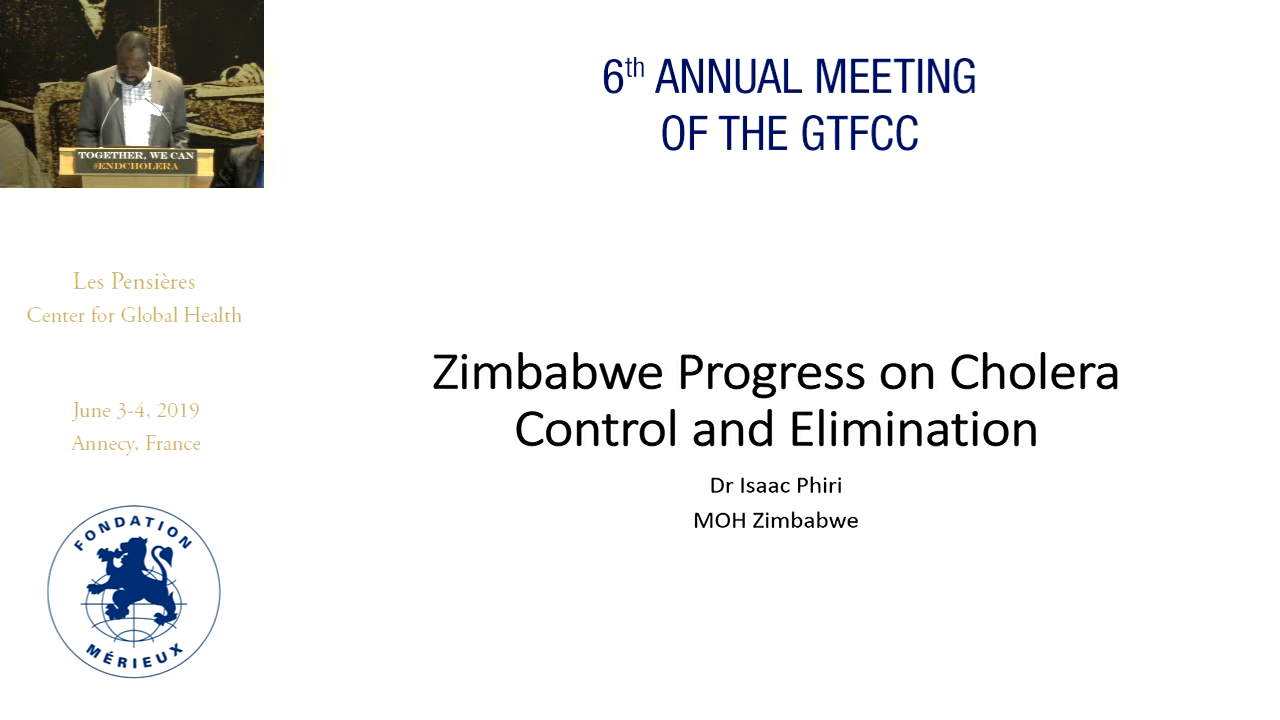 TOGETHER, WE CAN
#ENDCHOLERA
6th ANNUAL MEETING
OF THE GTFCC
Les Pensières
Center for Global Health
June 3-4, 2019
Annecy, France
FONDATION
MÉRIEUX
Zimbabwe Progress on Cholera
Control and Elimination
Dr Isaac Phiri
MOH Zimbabwe